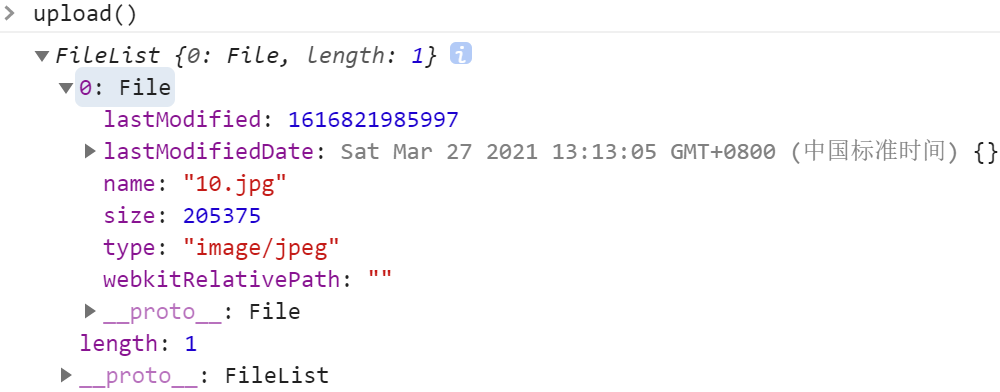 > upload()
▼FileList {0: File, length: 1} i
▼0: File
lastModified: 1616821985997
▶lastModifiedDate: Sat Mar 27 2021 13:13:05 GMT+0800 (中国标准时间) {}
name: "10.jpg"
size: 205375
type: "image/jpeg"
webkitRelativePath: ""
▶__proto__: File
length: 1
▶__proto__: FileList